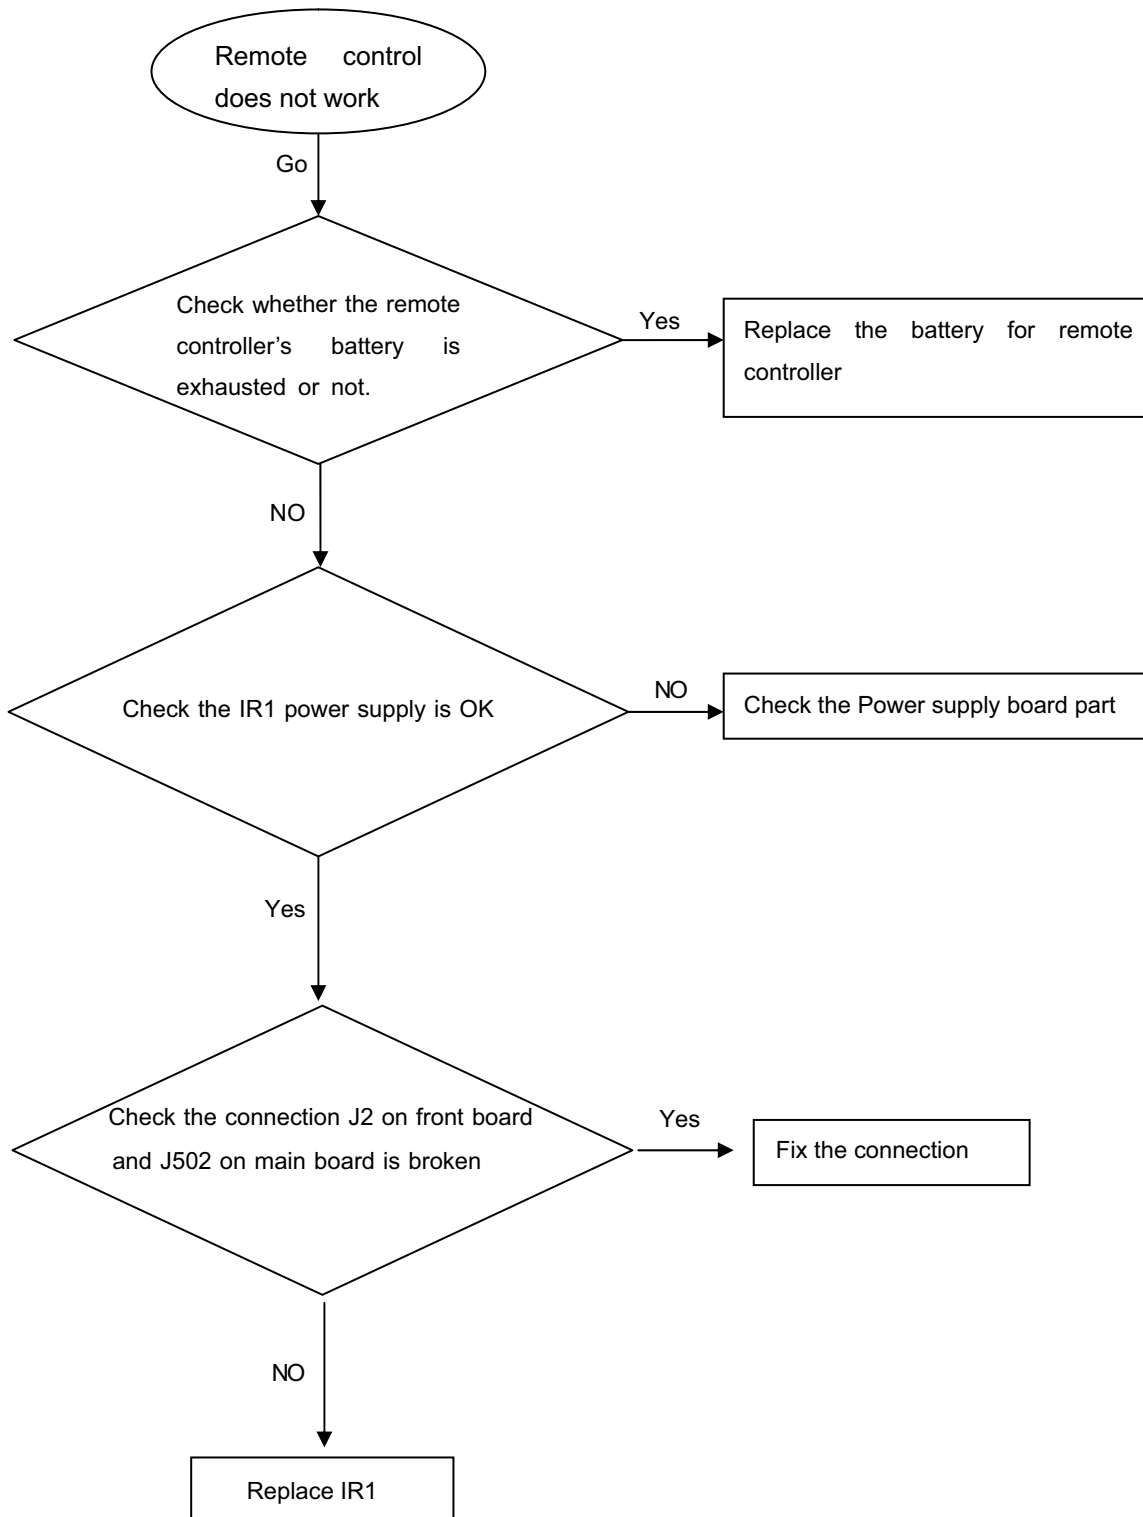 Remote control
does not work
Go
Check whether the remote
controller’s battery is
exhausted or not.
Yes
Replace the battery for remote
controller
NO
Check the IR1 power supply is OK
NO
Check the Power supply board part
Yes
Check the connection J2 on front board
and J502 on main board is broken
Yes
Fix the connection
NO
Replace IR1